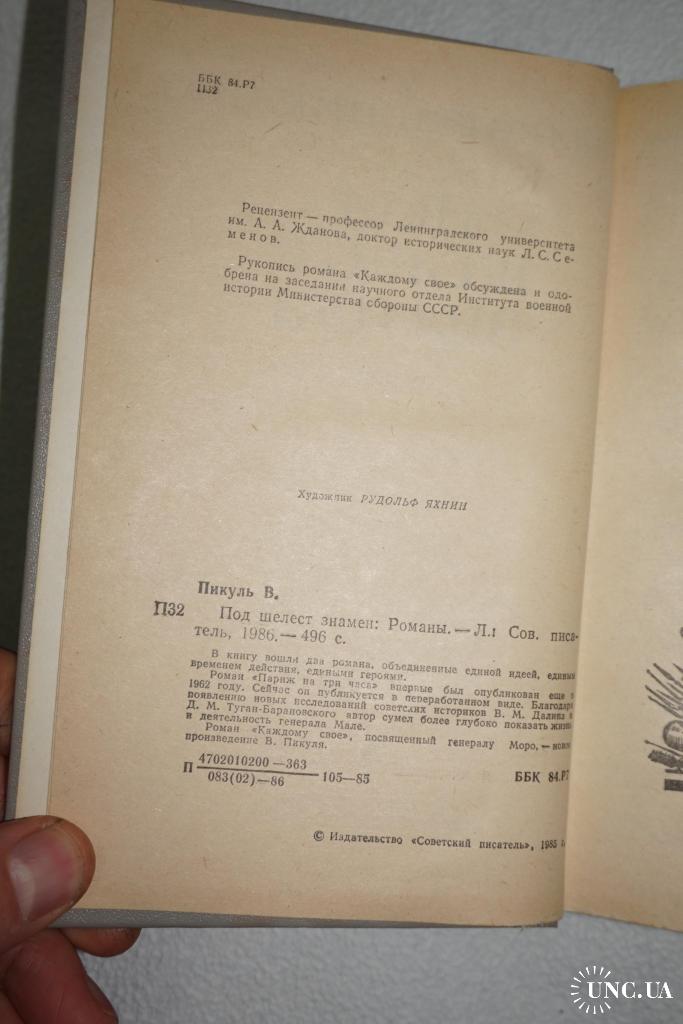 ББК 84.Р7
П32
Рецензент — профессор Ленинградского университета
им. А. А. Жданова, доктор исторических наук Л. С. Се-
менов.
Рукопись романа «Каждому свое» обсуждена и одо-
брена на заседании научного отдела Института военной
истории Министерства обороны СССР.
Художник РУДОЛЬФ ЯХНИН
Пикуль В.
П32 Под шелест знамен: Романы. — Л.: Сов. писа-
тель, 1986. — 496 с.
В книгу вошли два романа, объединенные единой идеей, единым
временем действия, едиными героями.
Роман «Париж на три часа» впервые был опубликован еще в
1962 году. Сейчас он публикуется в переработанном виде. Благодаря
появлению новых исследований советских историков В. М. Далина и
Д. М. Туган-Барановского автор сумел более глубоко показать жизнь
и деятельность генерала Мале.
Роман «Каждому свое», посвященный генералу Моро, — новое
произведение В. Пикуля.
П 4702010200—363
083(02)—86 105—85 ББК 84.Р7
© Издательство «Советский писатель», 1985 г.
UNC.UA